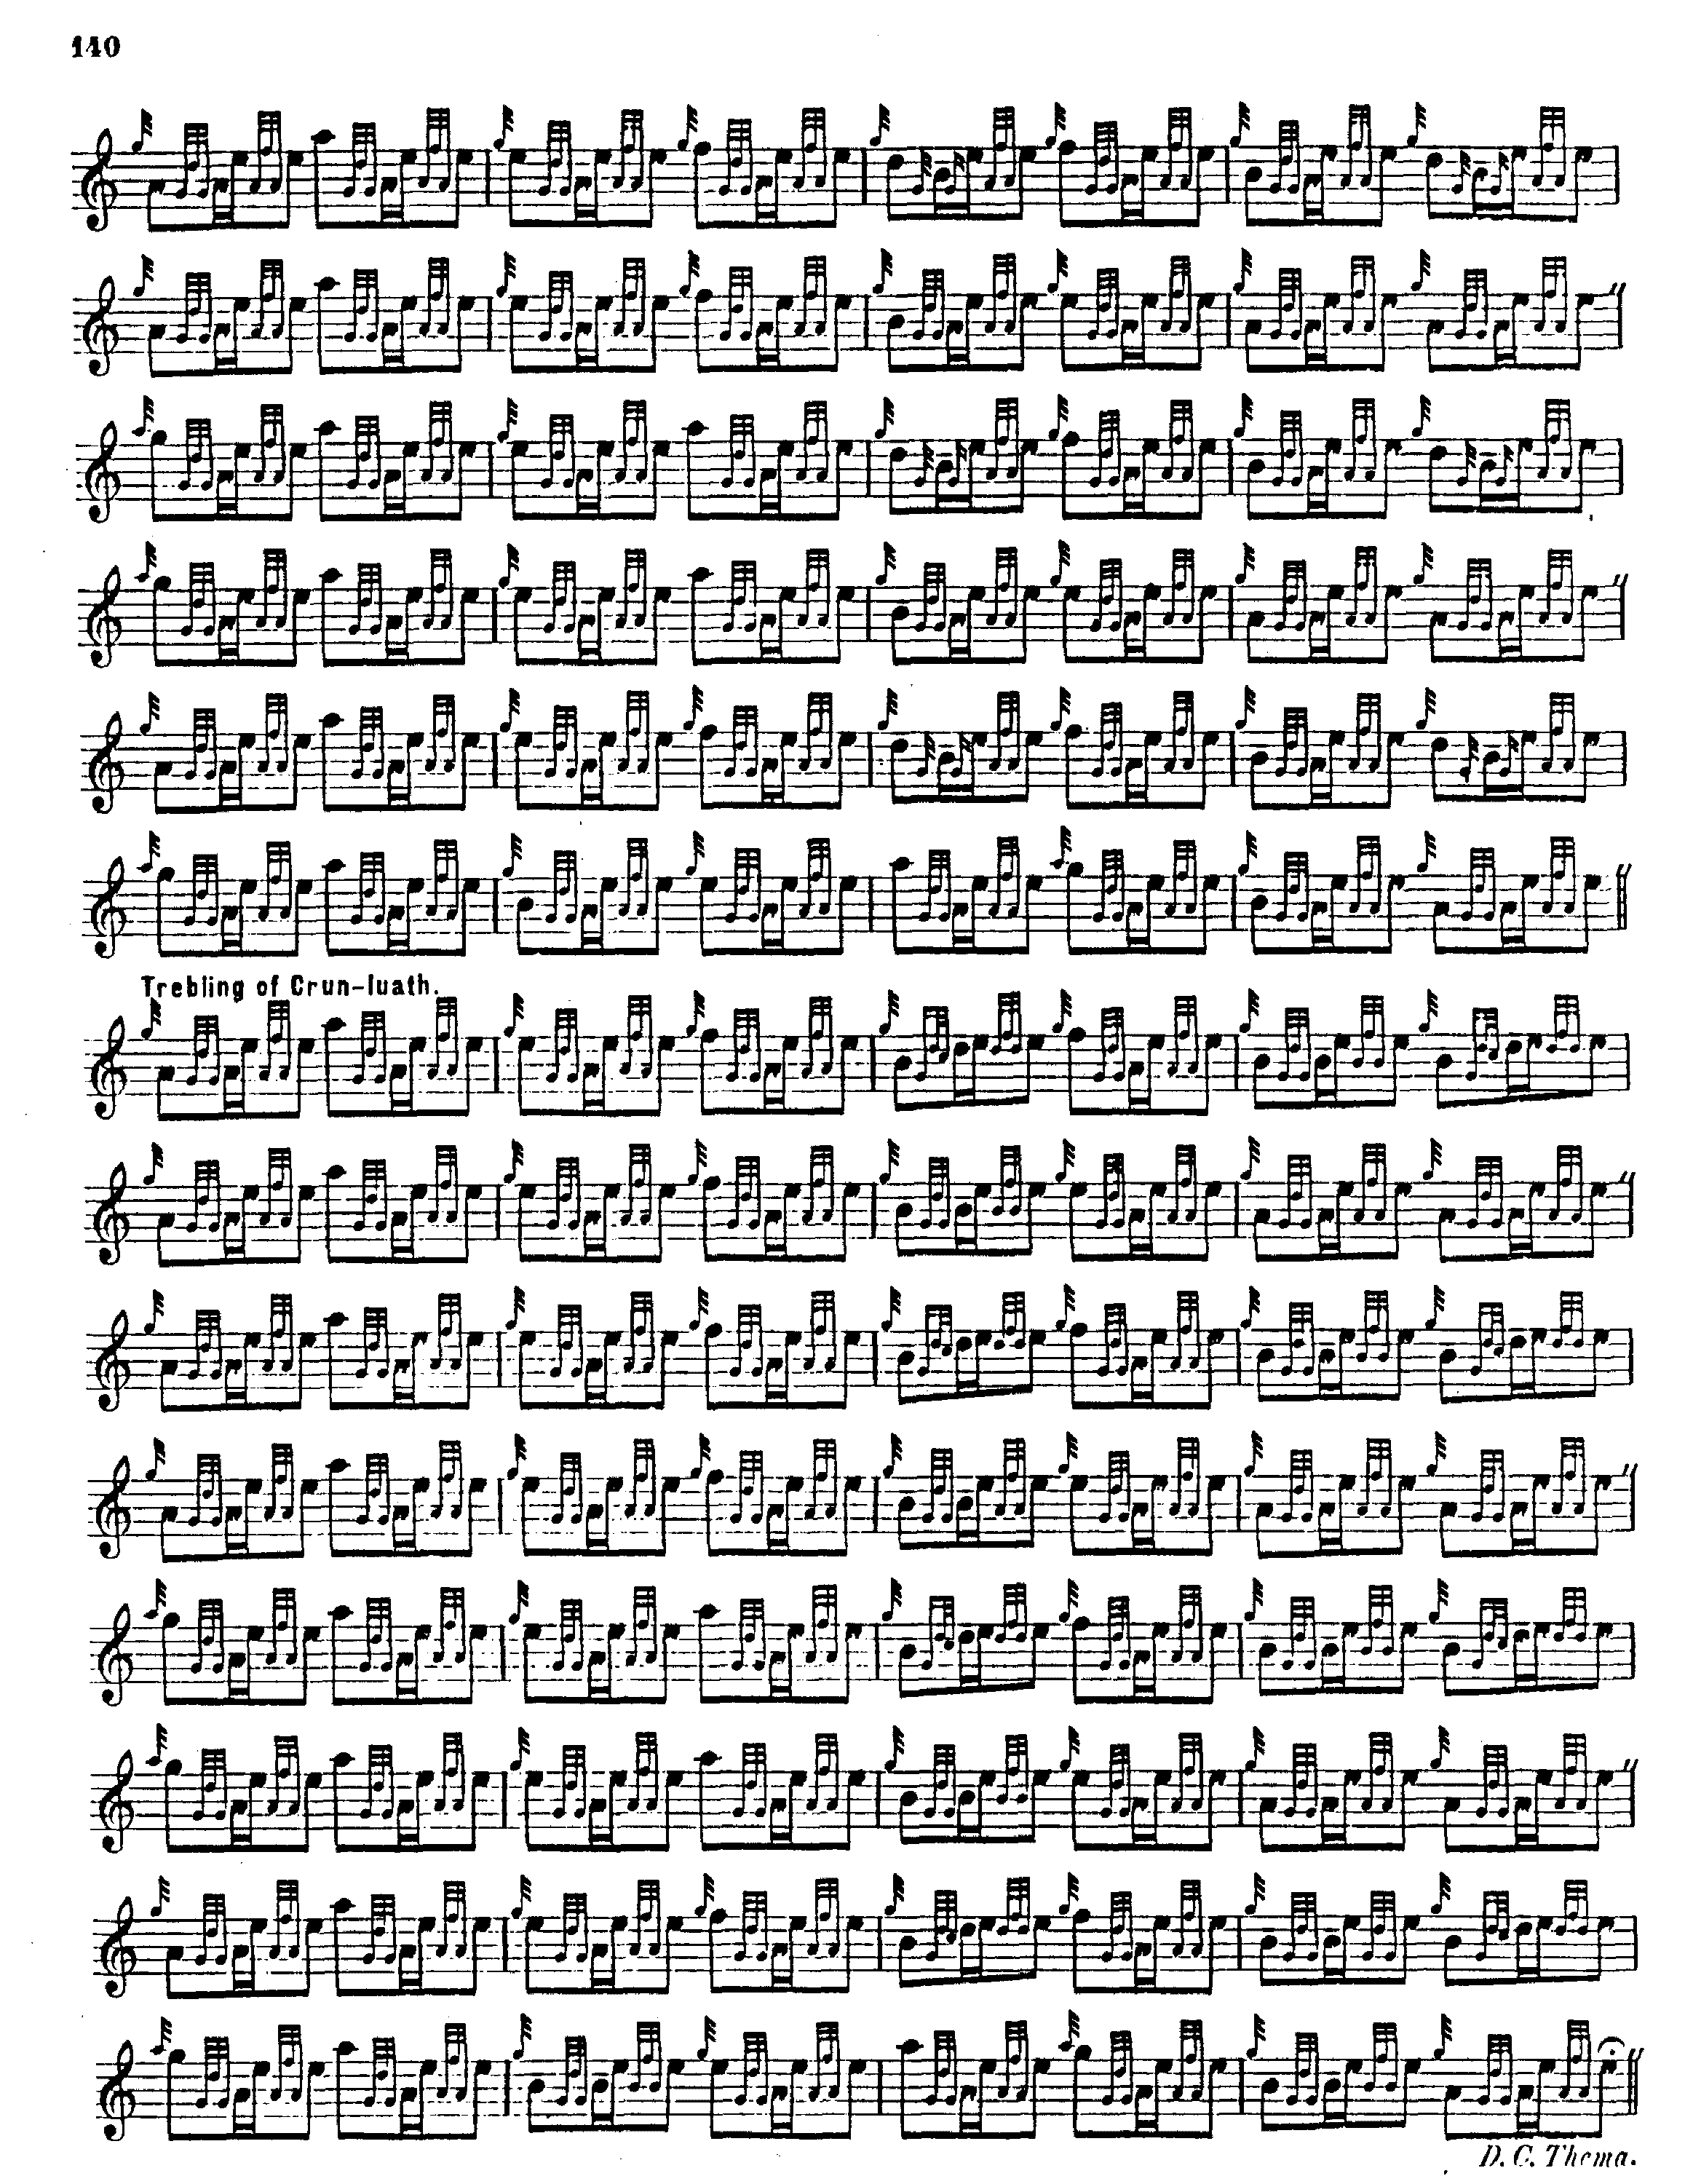 140
Trebling of Crun-luath.
D. C. Thema.